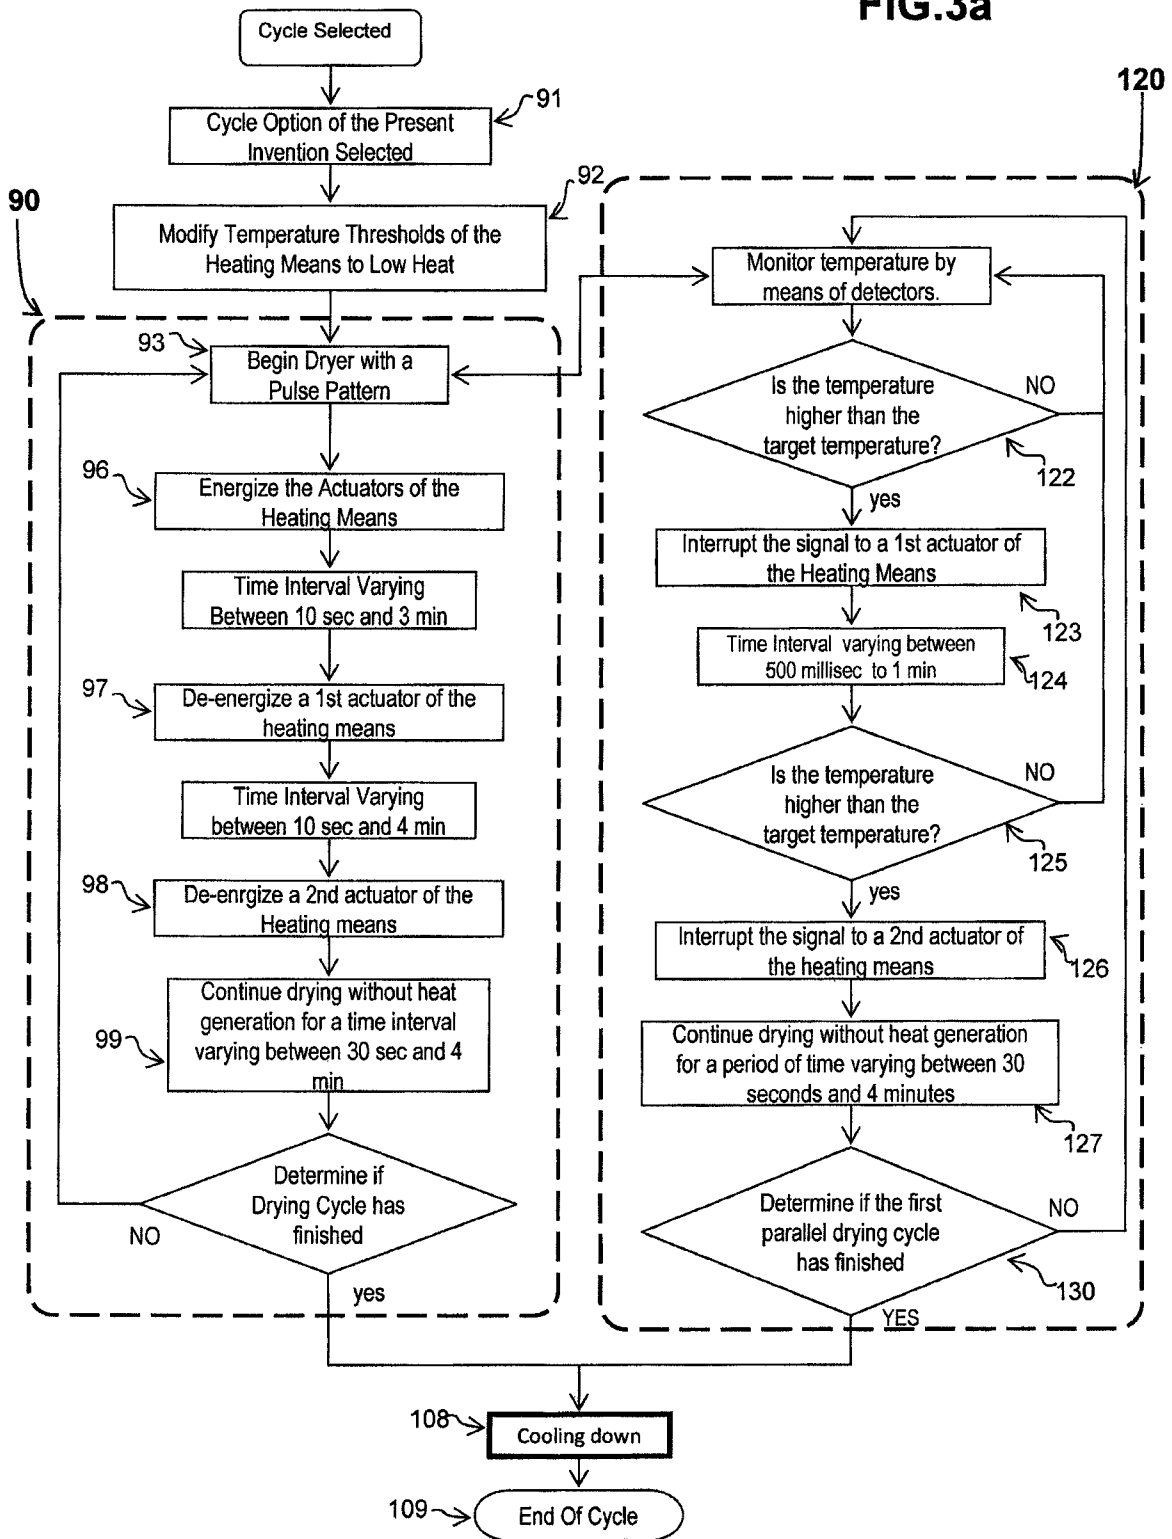 FIG.3a
Cycle Selected
91
Cycle Option of the Present
Invention Selected
92
Modify Temperature Thresholds of the
Heating Means to Low Heat
90
93
Begin Dryer with a
Pulse Pattern
96
Energize the Actuators of the
Heating Means
Time Interval Varying
Between 10 sec and 3 min
97
De-energize a 1st actuator of the
heating means
Time Interval Varying
between 10 sec and 4 min
98
De-enrgize a 2nd actuator of the
Heating means
99
Continue drying without heat
generation for a time interval
varying between 30 sec and 4
min
Determine if
Drying Cycle has
finished
NO
yes
120
Monitor temperature by
means of detectors.
Is the temperature
higher than the
target temperature?
NO
122
yes
Interrupt the signal to a 1st actuator of
the Heating Means
123
Time Interval varying between
500 millisec to 1 min
124
Is the temperature
higher than the
target temperature?
NO
125
yes
Interrupt the signal to a 2nd actuator of
the heating means
126
Continue drying without heat generation
for a period of time varying between 30
seconds and 4 minutes
127
Determine if the first
parallel drying cycle
has finished
NO
130
YES
108
Cooling down
109
End Of Cycle